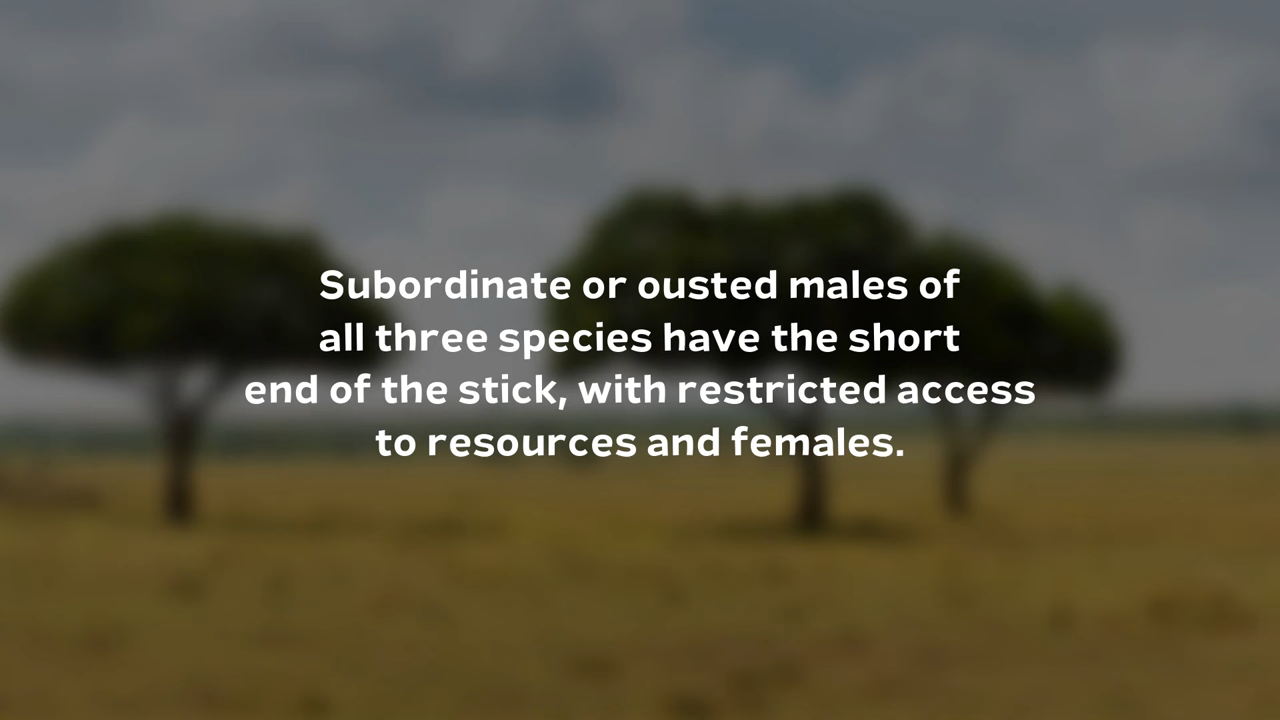 Subordinate or ousted males of
all three species have the short
end of the stick, with restricted access
to resources and females.